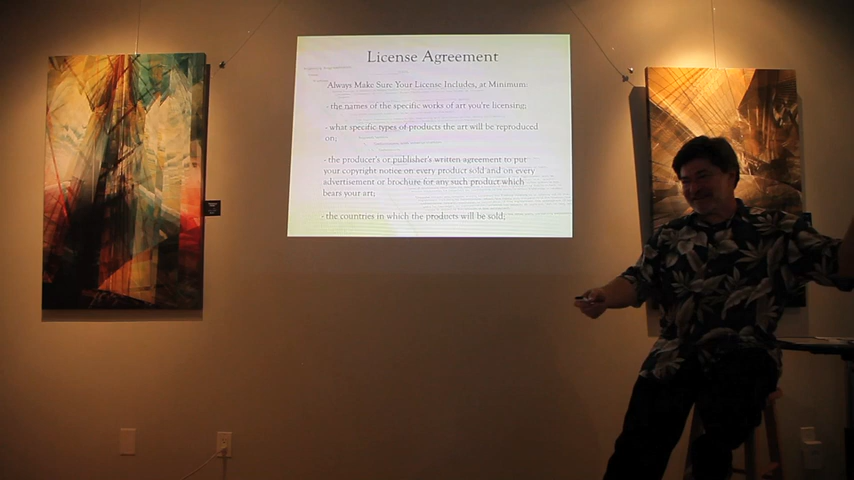 License Agreement
Always Make Sure Your License Includes, at Minimum:
· the names of the specific works of art you're licensing;
· what specific types of products the art will be reproduced
on;
· the producer's or publisher's written agreement to put
your copyright notice on every product sold and on every
advertisement or brochure for any such product which
bears your art;
· the countries in which the products will be sold;